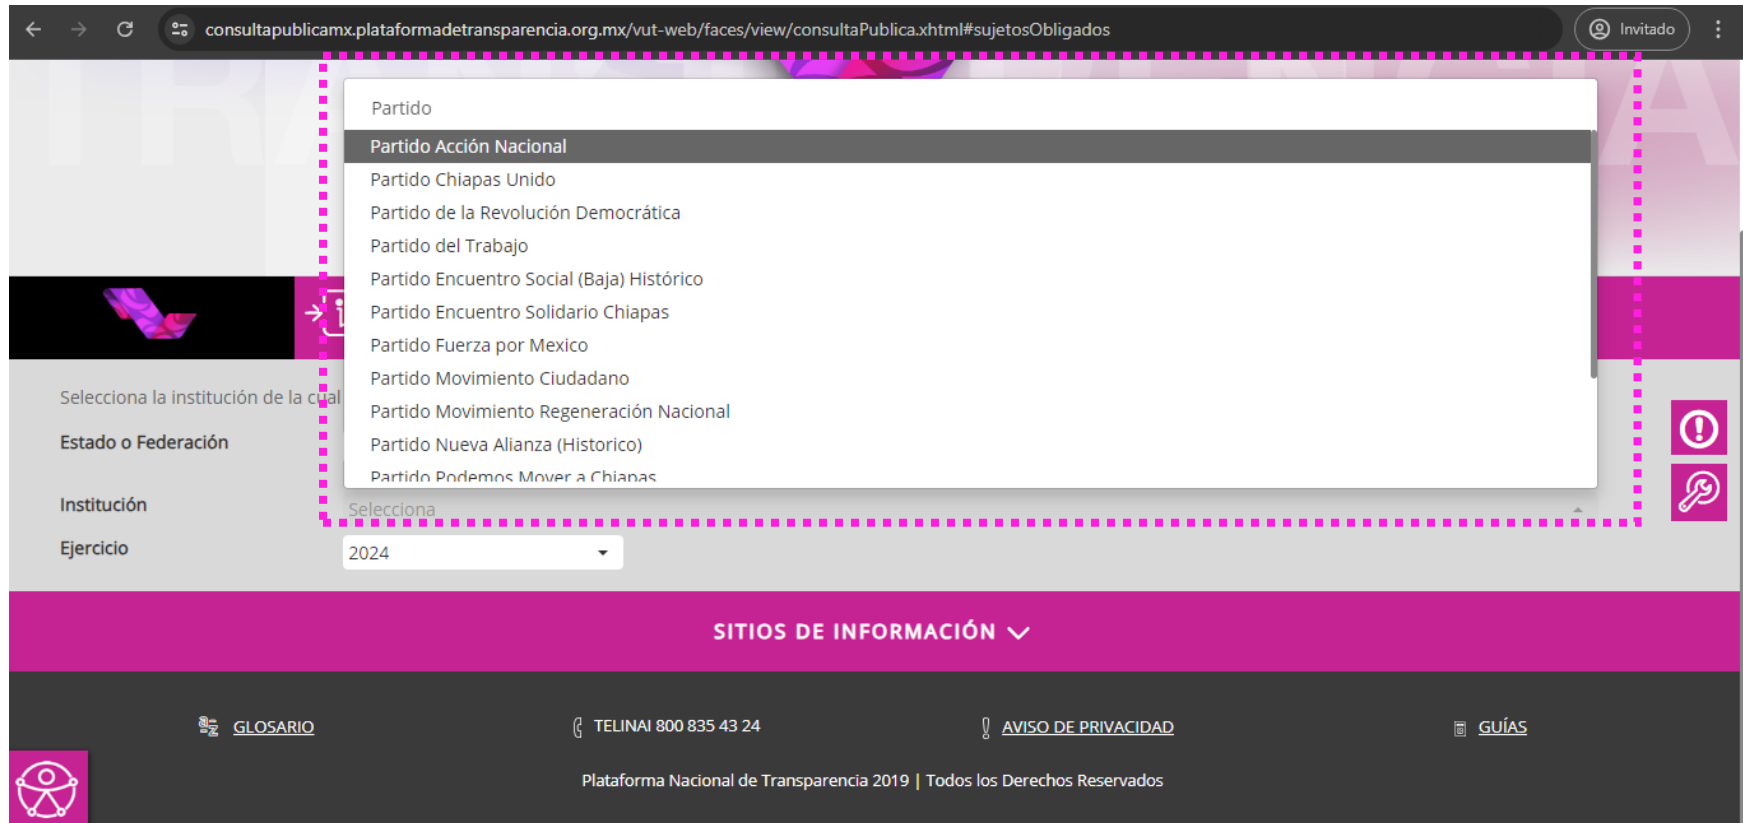 consultapublicamx.plataformadetransparencia.org.mx/vut-web/faces/view/consultaPublica.xhtml#sujetosObligados
Invitado
Partido
Partido Acción Nacional
Partido Chiapas Unido
Partido de la Revolución Democrática
Partido del Trabajo
Partido Encuentro Social (Baja) Histórico
Partido Encuentro Solidario Chiapas
Partido Fuerza por Mexico
Partido Movimiento Ciudadano
Partido Movimiento Regeneración Nacional
Partido Nueva Alianza (Historico)
Partido Podemos Mover a Chiapas
Selecciona la institución de la cual
Estado o Federación
Institución
Selecciona
Ejercicio
2024
SITIOS DE INFORMACIÓN
GLOSARIO
TELINAI 800 835 43 24
AVISO DE PRIVACIDAD
GUÍAS
Plataforma Nacional de Transparencia 2019 | Todos los Derechos Reservados